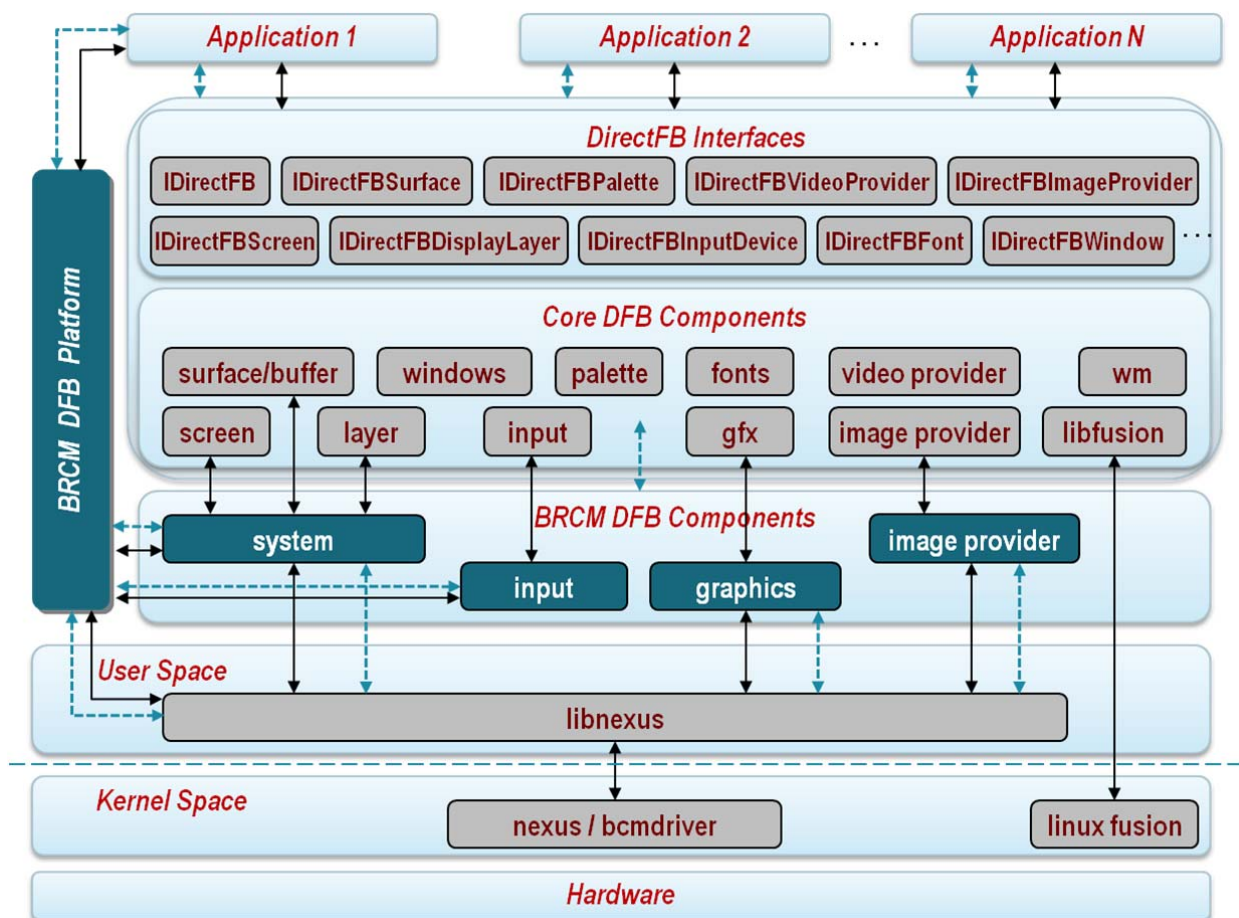 Application 1
Application 2
...
Application N
DirectFB Interfaces
IDirectFB
IDirectFBSurface
IDirectFBPalette
IDirectFBVideoProvider
IDirectFBImageProvider
IDirectFBScreen
IDirectFBDisplayLayer
IDirectFBInputDevice
IDirectFBFont
IDirectFBWindow
...
BRCM DFB Platform
Core DFB Components
surface/buffer
windows
palette
fonts
video provider
wm
screen
layer
input
gfx
image provider
libfusion
BRCM DFB Components
system
image provider
input
graphics
User Space
libnexus
Kernel Space
nexus / bcmdriver
linux fusion
Hardware